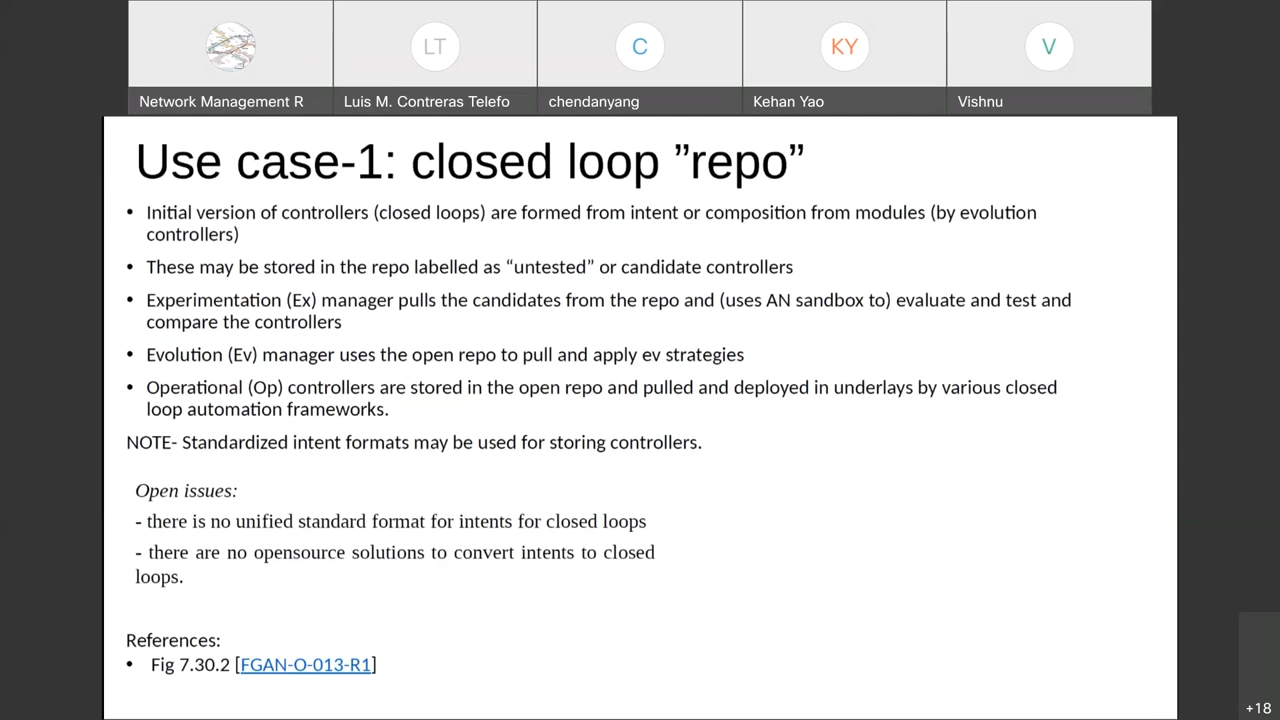 LT
C
KY
V
Network Management R
Luis M. Contreras Telefo
chendanyang
Kehan Yao
Vishnu
Use case-1: closed loop ”repo”
• Initial version of controllers (closed loops) are formed from intent or composition from modules (by evolution
controllers)
• These may be stored in the repo labelled as “untested” or candidate controllers
• Experimentation (Ex) manager pulls the candidates from the repo and (uses AN sandbox to) evaluate and test and
compare the controllers
• Evolution (Ev) manager uses the open repo to pull and apply ev strategies
• Operational (Op) controllers are stored in the open repo and pulled and deployed in underlays by various closed
loop automation frameworks.
NOTE- Standardized intent formats may be used for storing controllers.
Open issues:
- there is no unified standard format for intents for closed loops
- there are no opensource solutions to convert intents to closed
loops.
References:
• Fig 7.30.2 [FGAN-O-013-R1]
+18